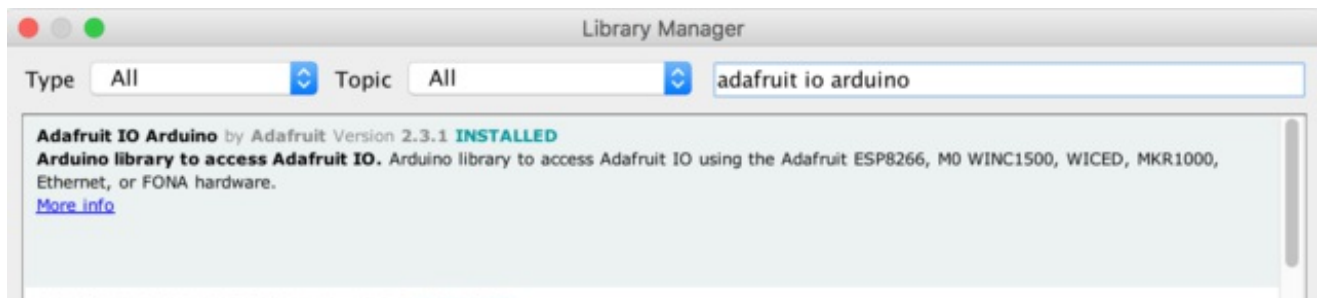 Library Manager
Type All Topic All adafruit io arduino
Adafruit IO Arduino by Adafruit Version 2.3.1 INSTALLED
Arduino library to access Adafruit IO. Arduino library to access Adafruit IO using the Adafruit ESP8266, M0 WINC1500, WICED, MKR1000,
Ethernet, or FONA hardware.
More info